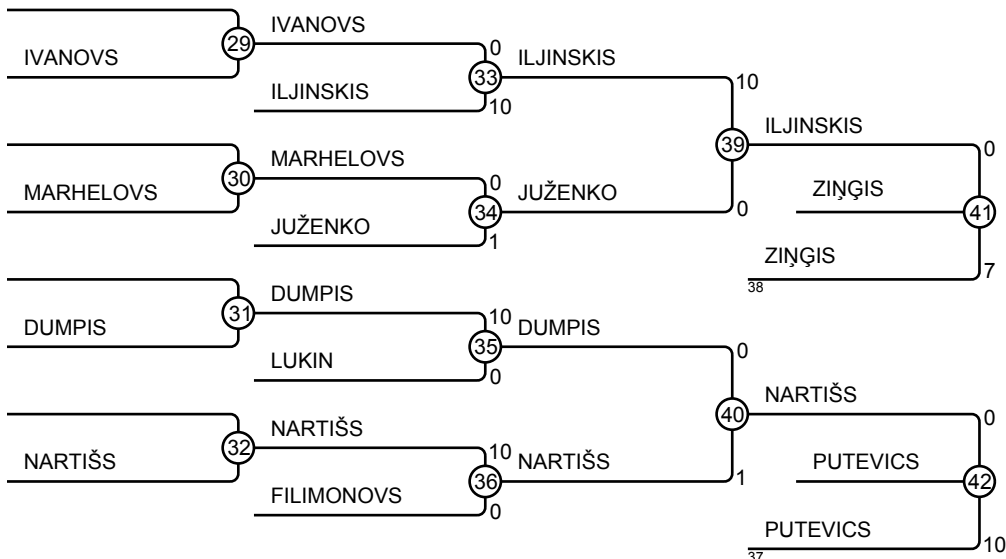 IVANOVS
29
IVANOVS
0
ILJINSKIS
33
10
ILJINSKIS
10
MARHELOVS
30
MARHELOVS
0
JUŽENKO
34
1
JUŽENKO
39
0
ILJINSKIS
0
ZIŅĢIS
41
ZIŅĢIS
38
7
DUMPIS
31
DUMPIS
10
LUKIN
35
0
DUMPIS
0
NARTIŠS
32
NARTIŠS
10
FILIMONOVS
36
0
NARTIŠS
40
1
NARTIŠS
0
PUTEVICS
42
PUTEVICS
37
10